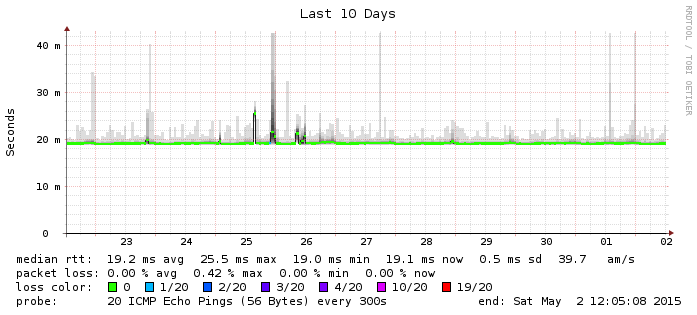 Last 10 Days
RRDTOOL / TOBI OETIKER
Seconds
40 m
30 m
20 m
10 m
0
23 24 25 26 27 28 29 30 01 02
median rtt: 19.2 ms avg 25.5 ms max 19.0 ms min 19.1 ms now 0.5 ms sd 39.7 am/s
packet loss: 0.00 % avg 0.42 % max 0.00 % min 0.00 % now
loss color: 0 1/20 2/20 3/20 4/20 10/20 19/20
probe: 20 ICMP Echo Pings (56 Bytes) every 300s end: Sat May 2 12:05:08 2015